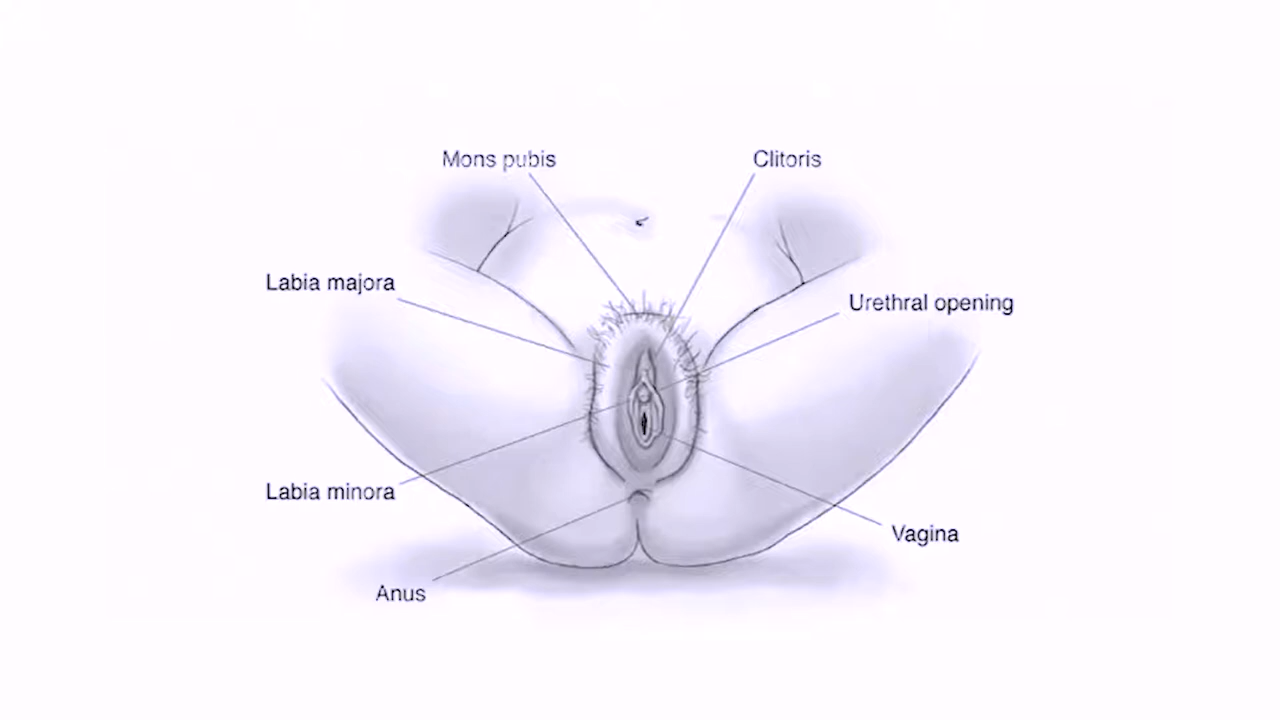 Mons pubis
Clitoris
Labia majora
Urethral opening
Labia minora
Vagina
Anus